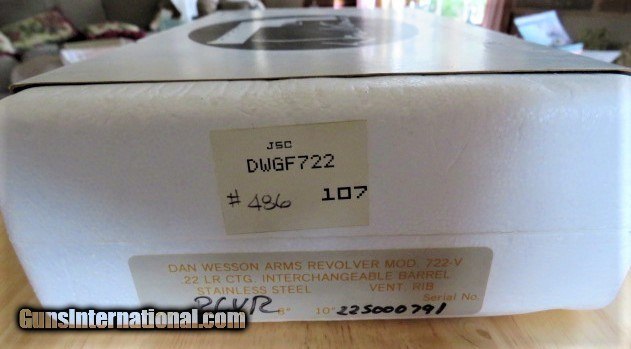 JSC
DWGF722
# 486 107
DAN WESSON ARMS REVOLVER MOD. 722-V
22 LR CTG. INTERCHANGEABLE BARREL
STAINLESS STEEL VENT. RIB
Serial No.
8" 10" 225000791
GunsInternational.com